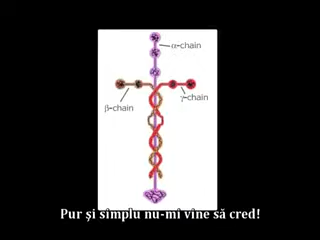 α-chain
β-chain
γ-chain
Pur și simplu nu-mi vine să cred!